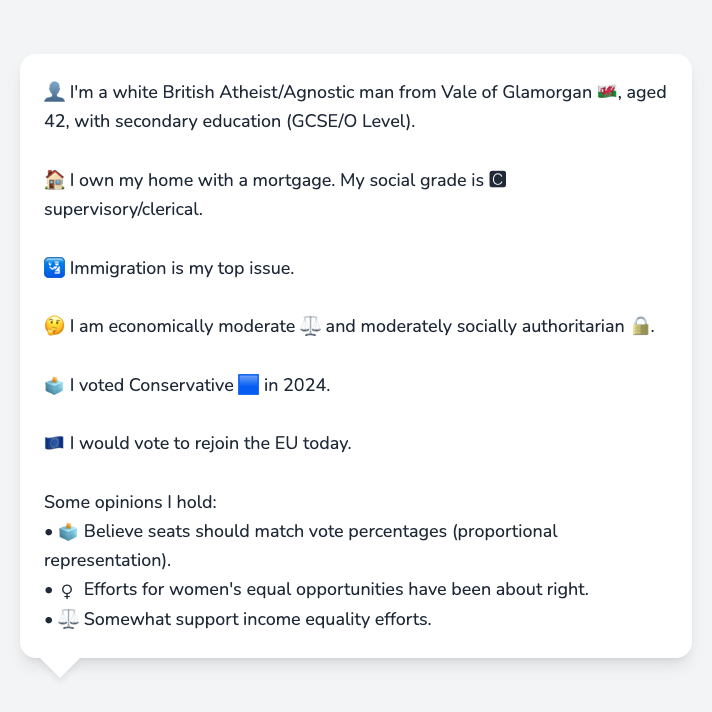 👤 I'm a white British Atheist/Agnostic man from Vale of Glamorgan 🏴󠁧󠁢󠁷󠁬󠁳󠁿, aged
42, with secondary education (GCSE/O Level).
🏠 I own my home with a mortgage. My social grade is 🅲
supervisory/clerical.
🛂 Immigration is my top issue.
🤔 I am economically moderate ⚖️ and moderately socially authoritarian 🔒.
🗳️ I voted Conservative 🟦 in 2024.
🇪🇺 I would vote to rejoin the EU today.
Some opinions I hold:
• 🗳️ Believe seats should match vote percentages (proportional
representation).
• ♀ Efforts for women's equal opportunities have been about right.
• ⚖️ Somewhat support income equality efforts.